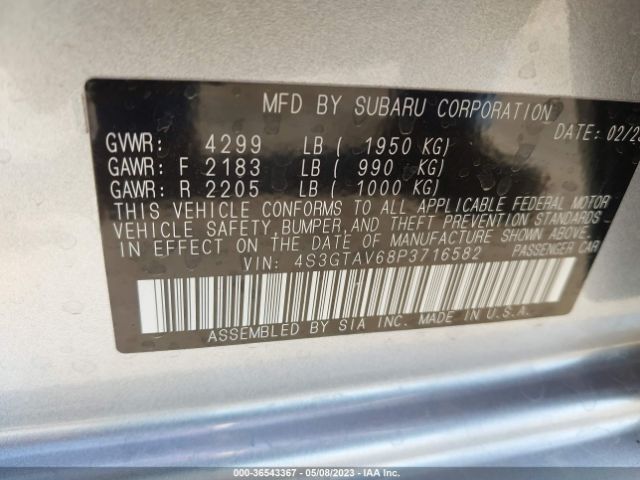 MFD BY SUBARU CORPORATION
DATE: 02/20
GVWR: 4299 LB ( 1950 KG)
GAWR: F 2183 LB ( 990 KG)
GAWR: R 2205 LB ( 1000 KG)
THIS VEHICLE CONFORMS TO ALL APPLICABLE FEDERAL MOTOR
VEHICLE SAFETY, BUMPER, AND THEFT PREVENTION STANDARDS
IN EFFECT ON THE DATE OF MANUFACTURE SHOWN ABOVE.
VIN: 4S3GTAV68P3716582 PASSENGER CAR
ASSEMBLED BY SIA INC. MADE IN U.S.A.
000-36543367 - 05/08/2023 - IAA Inc.